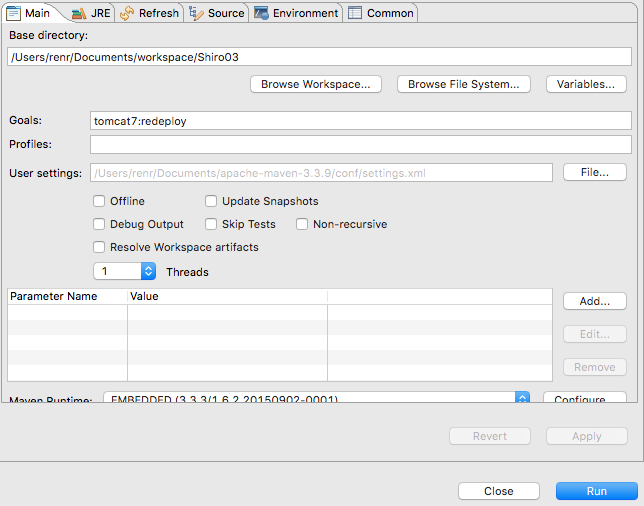 Main JRE Refresh Source Environment Common
Base directory:
/Users/renr/Documents/workspace/Shiro03
Browse Workspace... Browse File System... Variables...
Goals: tomcat7:redeploy
Profiles:
User settings: /Users/renr/Documents/apache-maven-3.3.9/conf/settings.xml File...
Offline Update Snapshots
Debug Output Skip Tests Non-recursive
Resolve Workspace artifacts
1 Threads
Parameter Name Value
Add...
Edit...
Remove
Maven Runtime: EMBEDDED (3.3.3/1.6.2.20150902-0001) Configure...
Revert Apply
Close Run